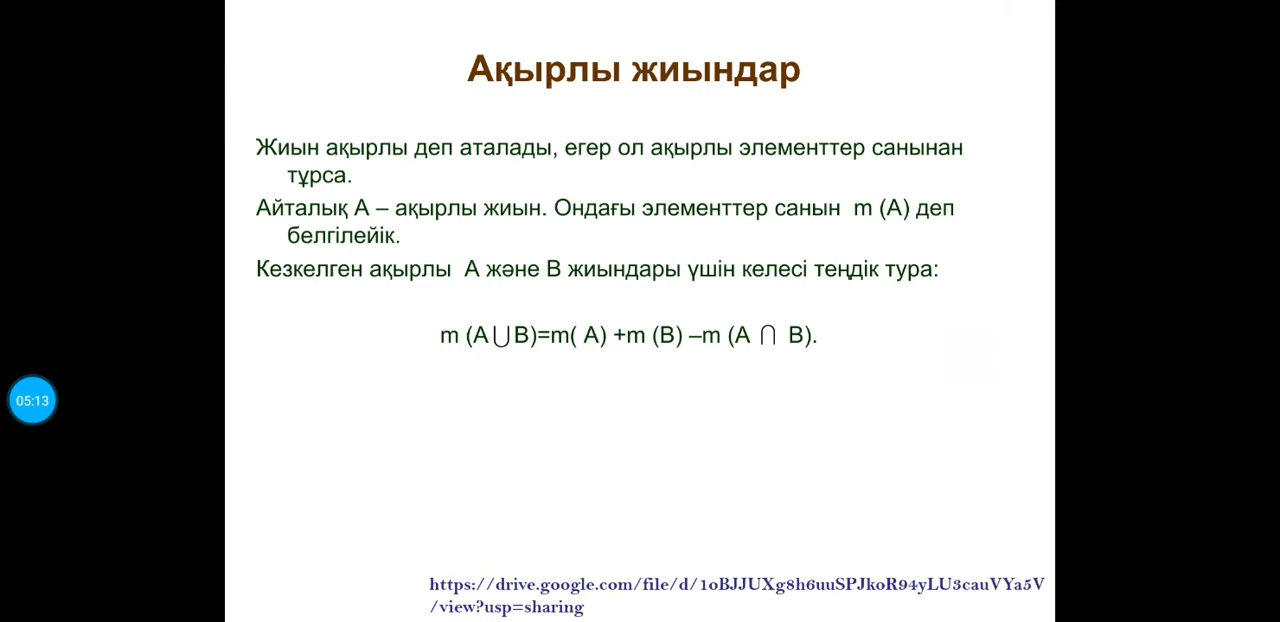 Ақырлы жиындар
Жиын ақырлы деп аталады, егер ол ақырлы элементтер санынан
тұрса.
Айталық А – ақырлы жиын. Ондағы элементтер санын  m (А) деп
белгілейік.
Кезкелген ақырлы  А және В жиындары үшін келесі теңдік тура:
m (А⋃В)=m( А) +m (В) –m (А ⋂ В).
05:13
https://drive.google.com/file/d/1oBJJUXg8h6uuSPJkoR94yLU3cauVYa5V
/view?usp=sharing